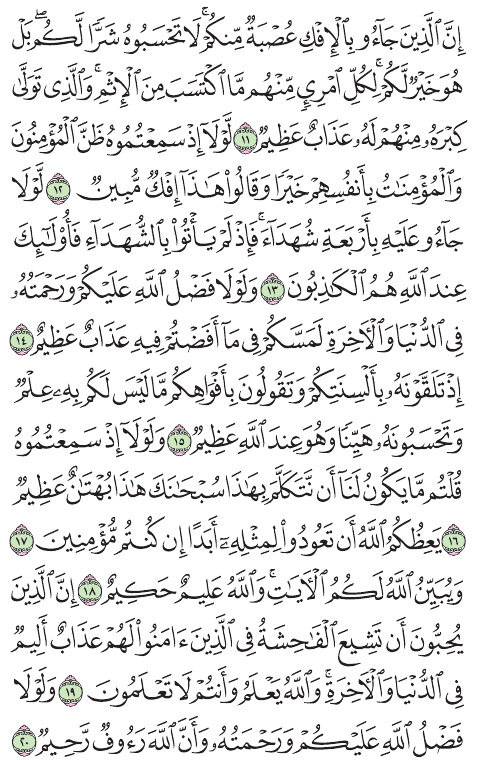 إِنَّ ٱلَّذِينَ جَآءُو بِٱلْإِفْكِ عُصْبَةٌ مِّنكُمْ ۚ لَا تَحْسَبُوهُ شَرًّا لَّكُم ۖ بَلْ
هُوَ خَيْرٌ لَّكُمْ ۚ لِكُلِّ ٱمْرِئٍ مِّنْهُم مَّا ٱكْتَسَبَ مِنَ ٱلْإِثْمِ ۚ وَٱلَّذِى تَوَلَّىٰ
كِبْرَهُۥ مِنْهُمْ لَهُۥ عَذَابٌ عَظِيمٌ ١١ لَّوْلَآ إِذْ سَمِعْتُمُوهُ ظَنَّ ٱلْمُؤْمِنُونَ
وَٱلْمُؤْمِنَٰتُ بِأَنفُسِهِمْ خَيْرًا وَقَالُوا۟ هَٰذَآ إِفْكٌ مُّبِينٌ ١٢ لَّوْلَا
جَآءُو عَلَيْهِ بِأَرْبَعَةِ شُهَدَآءَ ۚ فَإِذْ لَمْ يَأْتُوا۟ بِٱلشُّهَدَآءِ فَأُو۟لَٰٓئِكَ
عِندَ ٱللَّهِ هُمُ ٱلْكَٰذِبُونَ ١٣ وَلَوْلَا فَضْلُ ٱللَّهِ عَلَيْكُمْ وَرَحْمَتُهُۥ
فِى ٱلدُّنْيَا وَٱلْءَاخِرَةِ لَمَسَّكُمْ فِى مَآ أَفَضْتُمْ فِيهِ عَذَابٌ عَظِيمٌ ١٤
إِذْ تَلَقَّوْنَهُۥ بِأَلْسِنَتِكُمْ وَتَقُولُونَ بِأَفْوَاهِكُم مَّا لَيْسَ لَكُم بِهِۦ عِلْمٌ
وَتَحْسَبُونَهُۥ هَيِّنًا وَهُوَ عِندَ ٱللَّهِ عَظِيمٌ ١٥ وَلَوْلَآ إِذْ سَمِعْتُمُوهُ
قُلْتُم مَّا يَكُونُ لَنَآ أَن نَّتَكَلَّمَ بِهَٰذَا سُبْحَٰنَكَ هَٰذَا بُهْتَٰنٌ عَظِيمٌ
١٦ يَعِظُكُمُ ٱللَّهُ أَن تَعُودُوا۟ لِمِثْلِهِۦٓ أَبَدًا إِن كُنتُم مُّؤْمِنِينَ ١٧
وَيُبَيِّنُ ٱللَّهُ لَكُمُ ٱلْءَايَٰتِ ۚ وَٱللَّهُ عَلِيمٌ حَكِيمٌ ١٨ إِنَّ ٱلَّذِينَ
يُحِبُّونَ أَن تَشِيعَ ٱلْفَٰحِشَةُ فِى ٱلَّذِينَ ءَامَنُوا۟ لَهُمْ عَذَابٌ أَلِيمٌ
فِى ٱلدُّنْيَا وَٱلْءَاخِرَةِ ۚ وَٱللَّهُ يَعْلَمُ وَأَنتُمْ لَا تَعْلَمُونَ ١٩ وَلَوْلَا
فَضْلُ ٱللَّهِ عَلَيْكُمْ وَرَحْمَتُهُۥ وَأَنَّ ٱللَّهَ رَءُوفٌ رَّحِيمٌ ٢٠